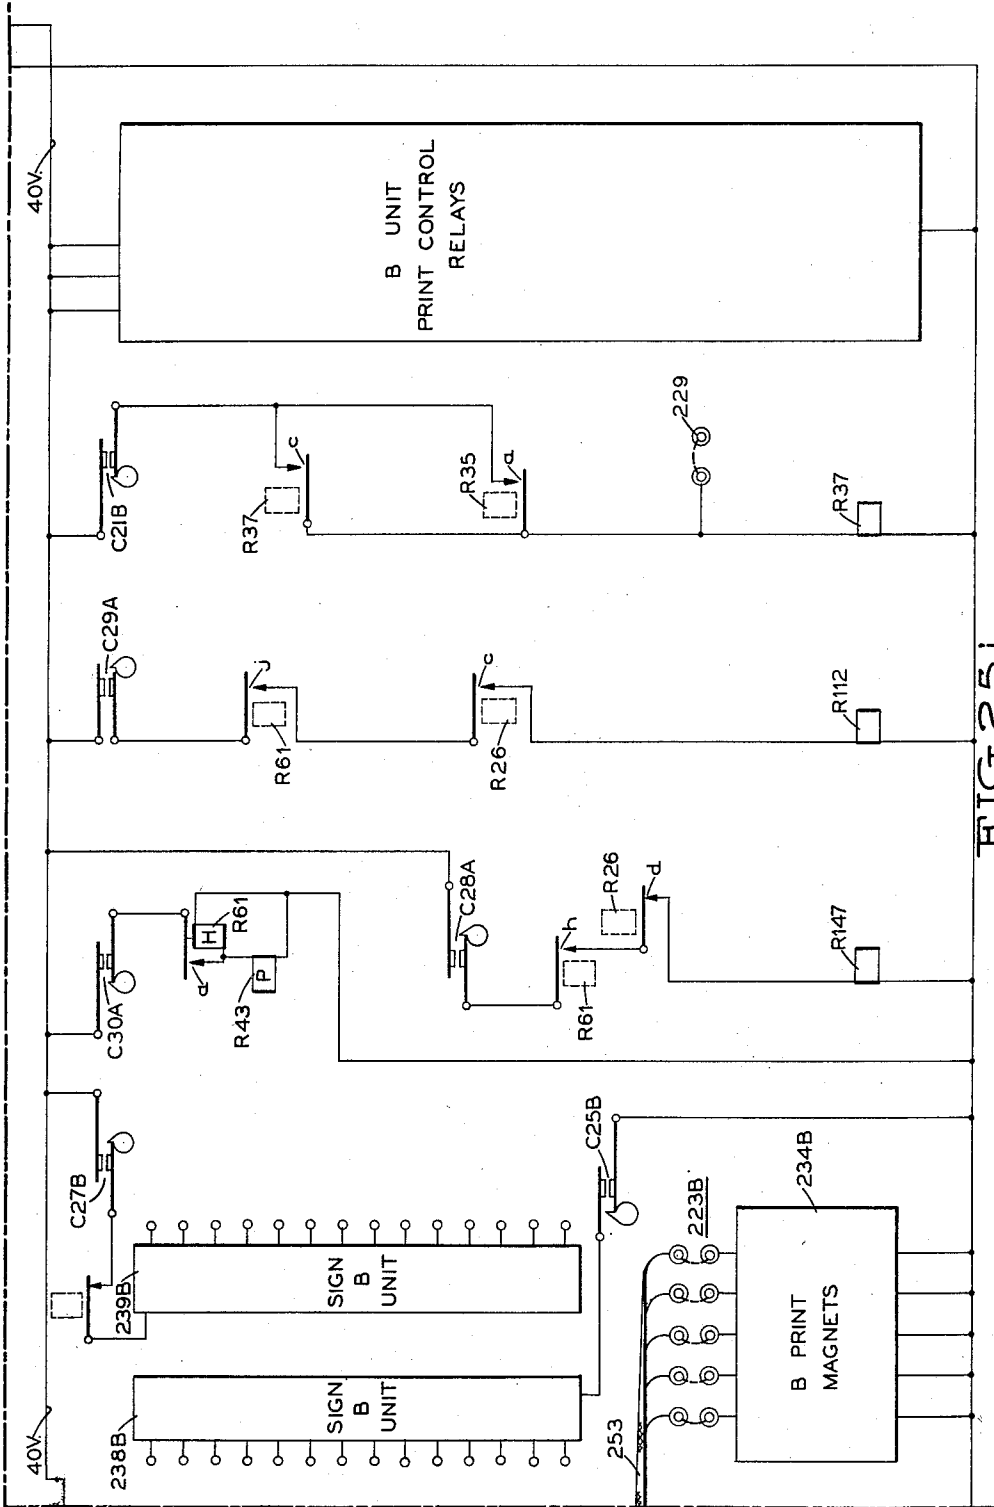 40V.
B UNIT
PRINT CONTROL
RELAYS
C21B
R37
c
R35
a
229
R37
C29A
R61
j
R26
c
R112
C30A
a
H
R61
P
R43
C28A
R61
h
R26
d
R147
C27B
239B
SIGN
B
UNIT
40V.
238B
SIGN
B
UNIT
C25B
253
223B
234B
B PRINT
MAGNETS